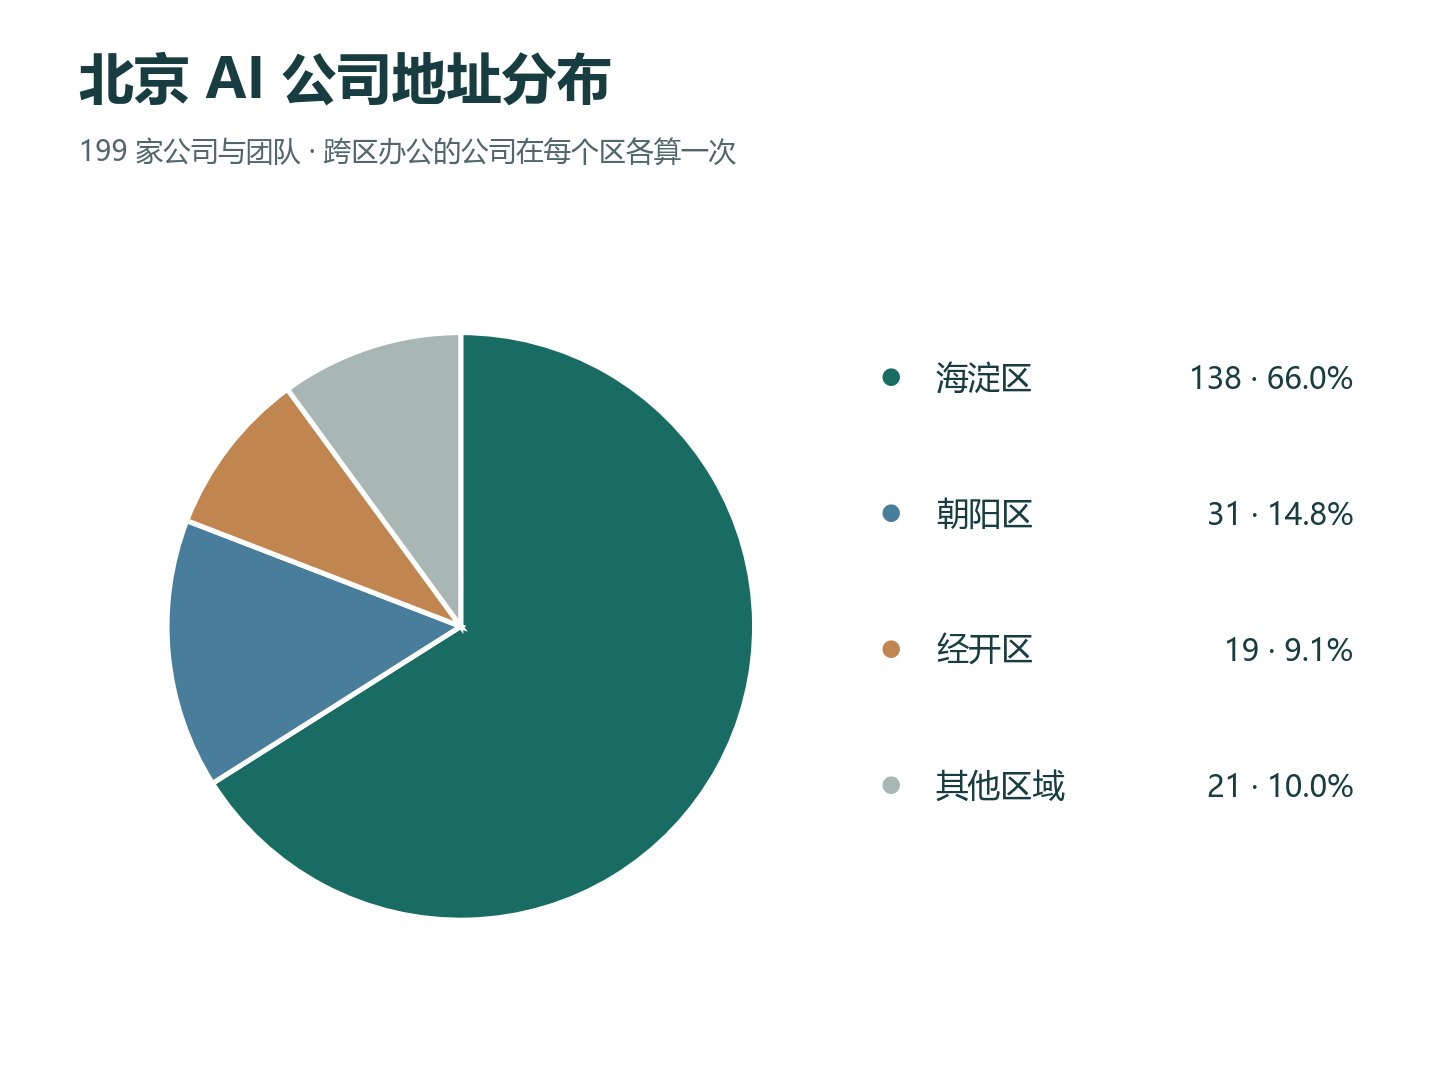 北京 AI 公司地址分布
199 家公司与团队 · 跨区办公的公司在每个区各算一次
海淀区 138 · 66.0%
朝阳区 31 · 14.8%
经开区 19 · 9.1%
其他区域 21 · 10.0%